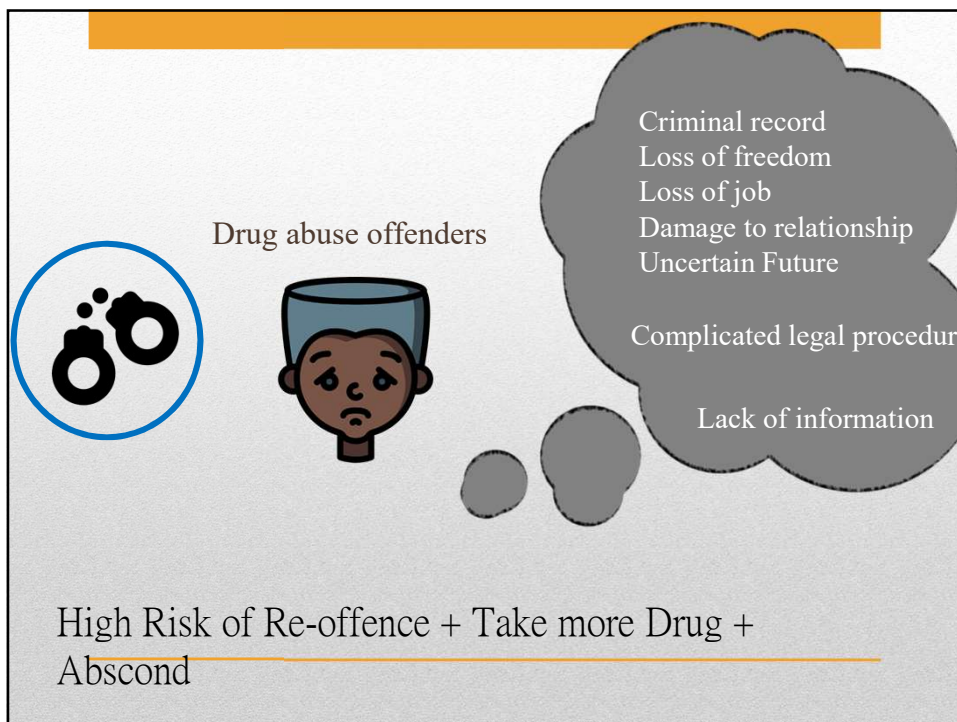 Criminal record
Loss of freedom
Loss of job
Damage to relationship
Uncertain Future
Drug abuse offenders
Complicated legal procedur
Lack of information
High Risk of Re-offence + Take more Drug +
Abscond